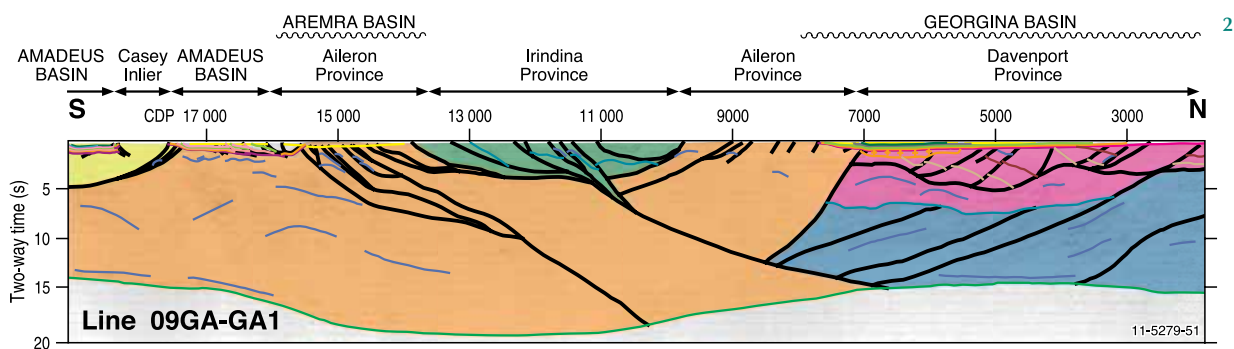 AREMRA BASIN GEORGINA BASIN 2
AMADEUS BASIN Casey Inlier AMADEUS BASIN Aileron Province Irindina Province Aileron Province Davenport Province
S N
CDP 17 000 15 000 13 000 11 000 9000 7000 5000 3000
Two-way time (s)
5
10
15
20
Line 09GA-GA1
11-5279-51